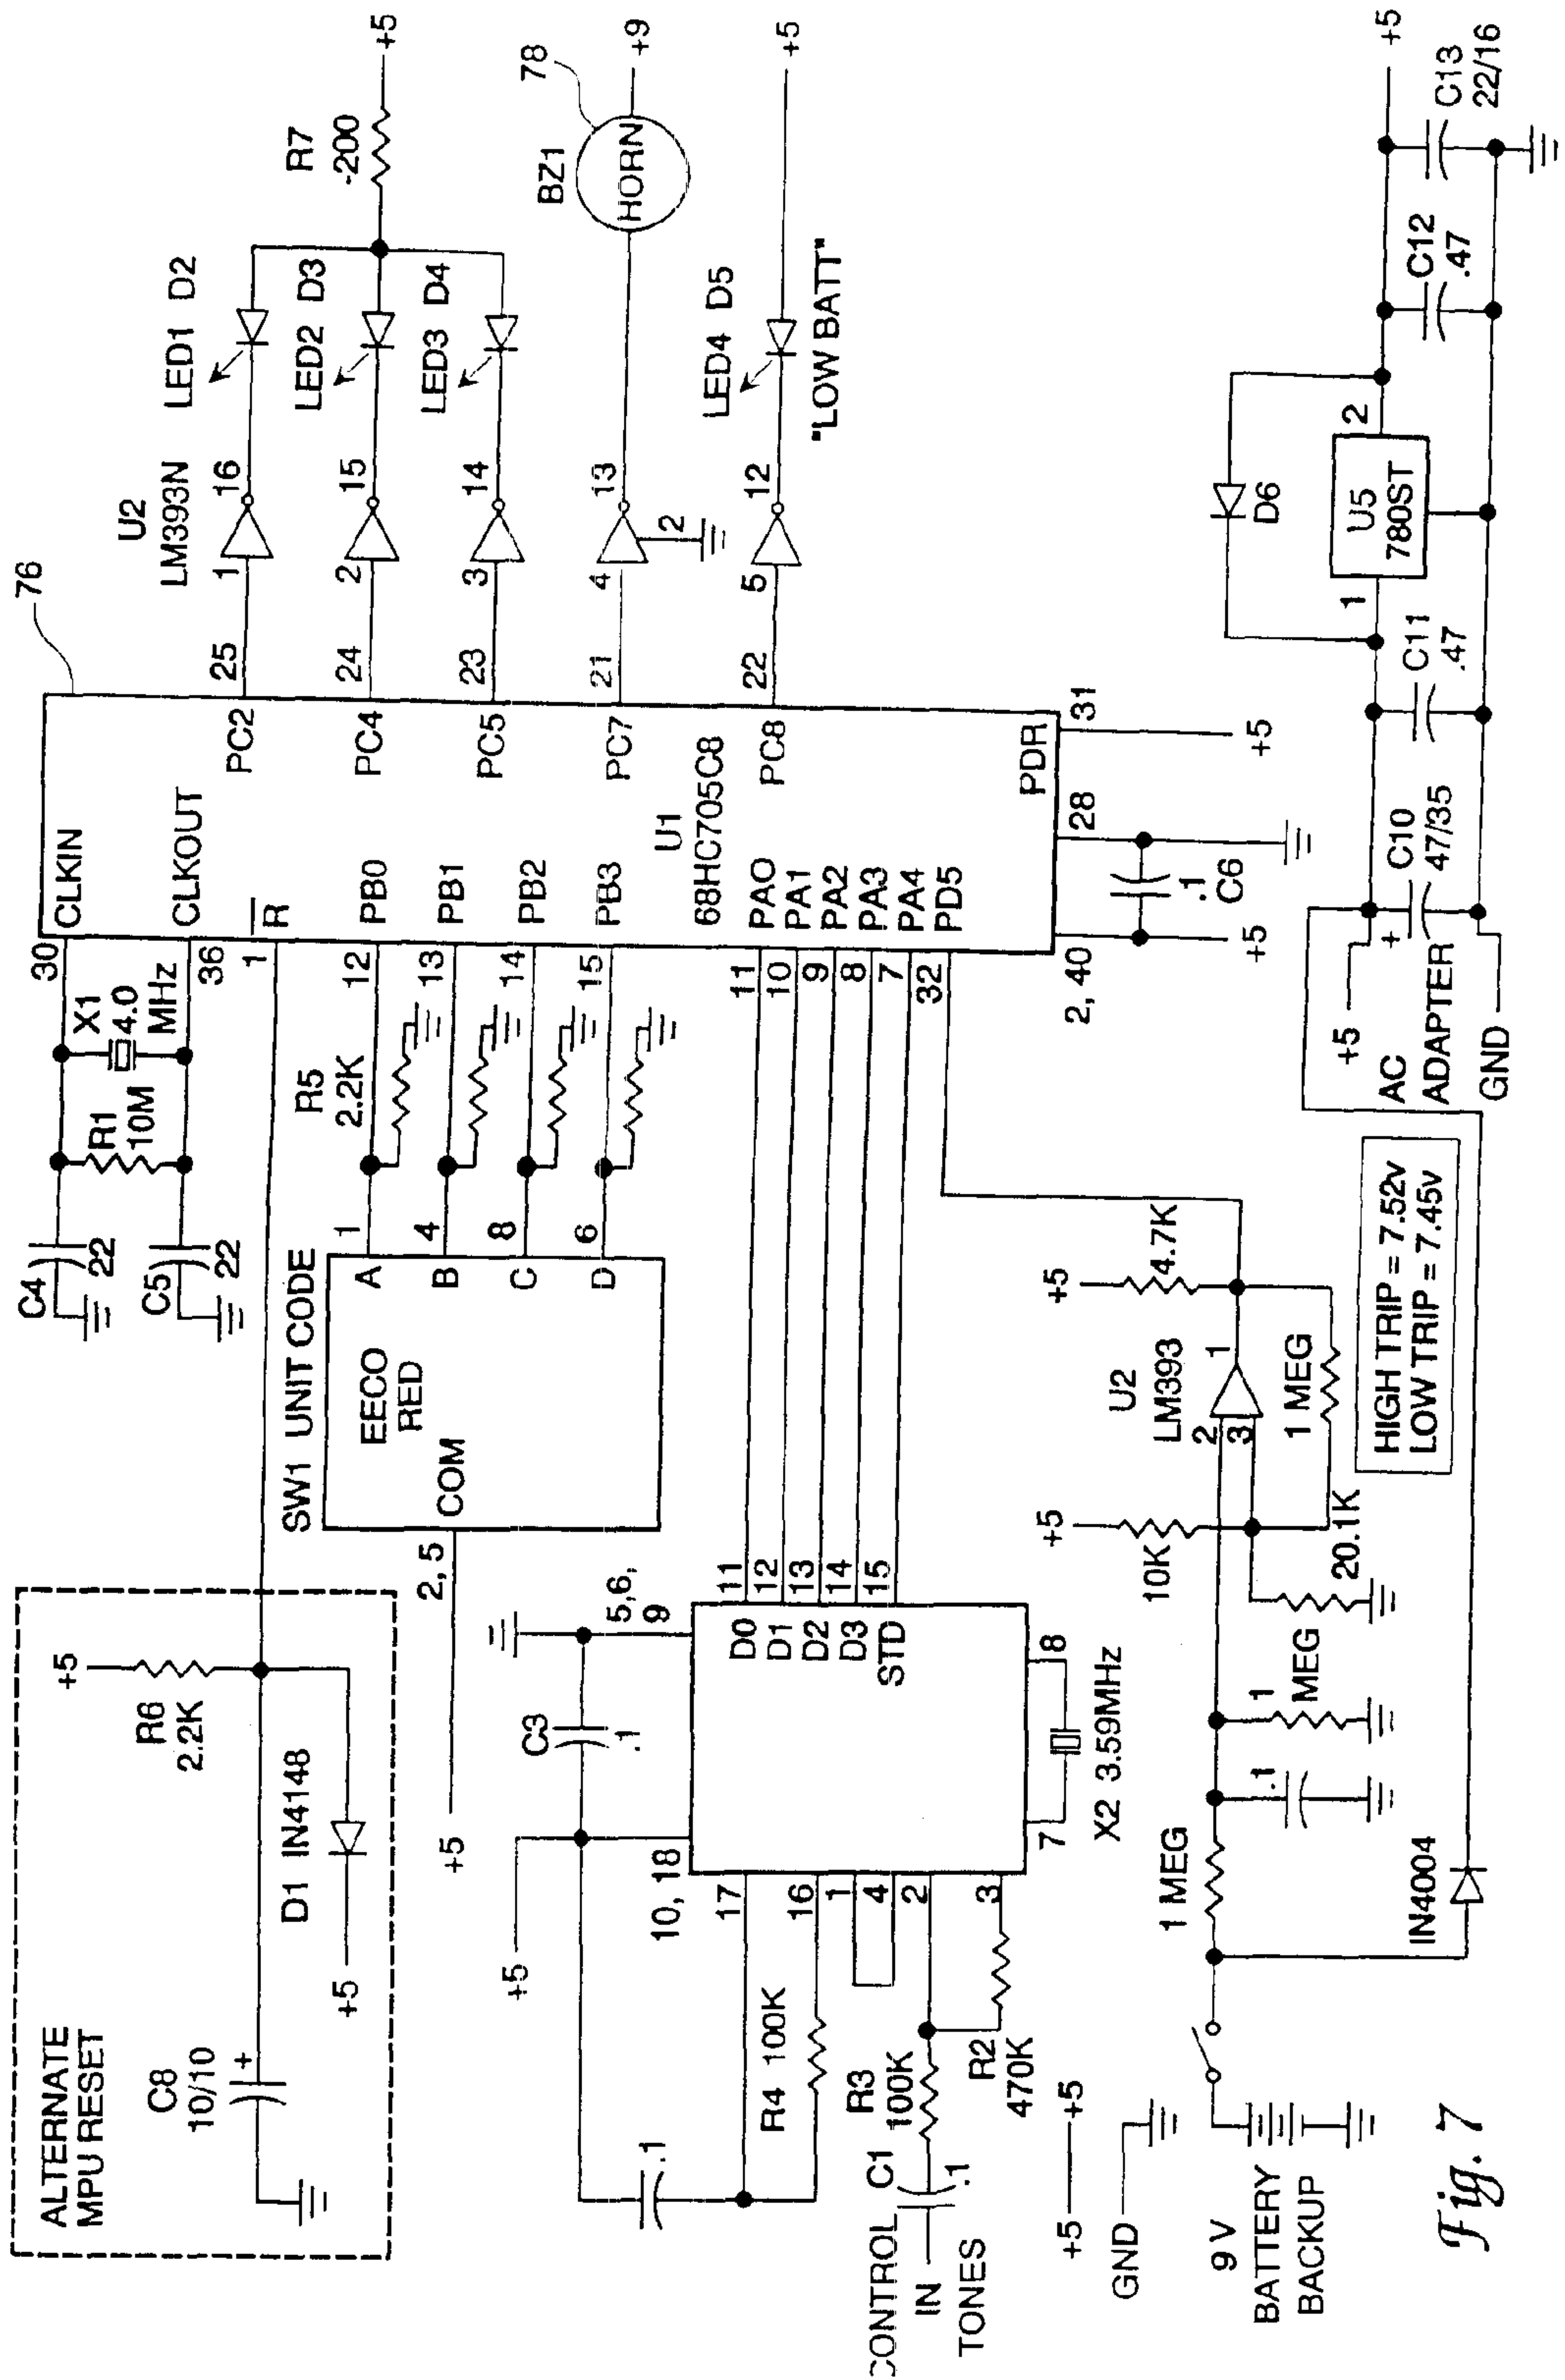 ALTERNATE
MPU RESET
C8
10/10
+
+5
R6
2.2K
D1 IN4148
+5
C4
22
C5
22
R1
10M
X1
4.0
MHz
30
CLKIN
36
CLKOUT
1
R
76
SW1 UNIT CODE
EECO
RED
COM
2, 5
+5
A
B
C
D
1
4
8
6
R5
2.2K
12
13
14
15
PB0
PB1
PB2
PB3
U1
68HC705C8
PC2
PC4
PC5
PC7
PC8
25
24
23
21
22
U2
LM393N
1
16
2
15
3
14
4
13
2
5
12
LED1 D2
LED2 D3
LED3 D4
R7
-200
+5
BZ1
HORN
78
+9
LED4 D5
+5
"LOW BATT"
PAO
PA1
PA2
PA3
PA4
PD5
11
10
9
8
7
32
PDR
31
+5
28
.1
C6
2, 40
+5
+5
C3
.1
5,6,
9
10, 18
17
16
1
4
2
3
D0
D1
D2
D3
STD
11
12
13
14
15
7
8
X2 3.59MHz
.1
R4 100K
CONTROL
IN
TONES
C1
.1
R3
100K
R2
470K
+5
+5
GND
9 V
BATTERY
BACKUP
1 MEG
.1
1
MEG
IN4004
+5
10K
20.1K
U2
LM393
2
3
1
1 MEG
+5
4.7K
HIGH TRIP = 7.52v
LOW TRIP = 7.45v
+5
AC
ADAPTER
GND
+
C10
47/35
C11
.47
1
U5
780ST
2
D6
C12
.47
C13
22/16
+5
Fig. 7